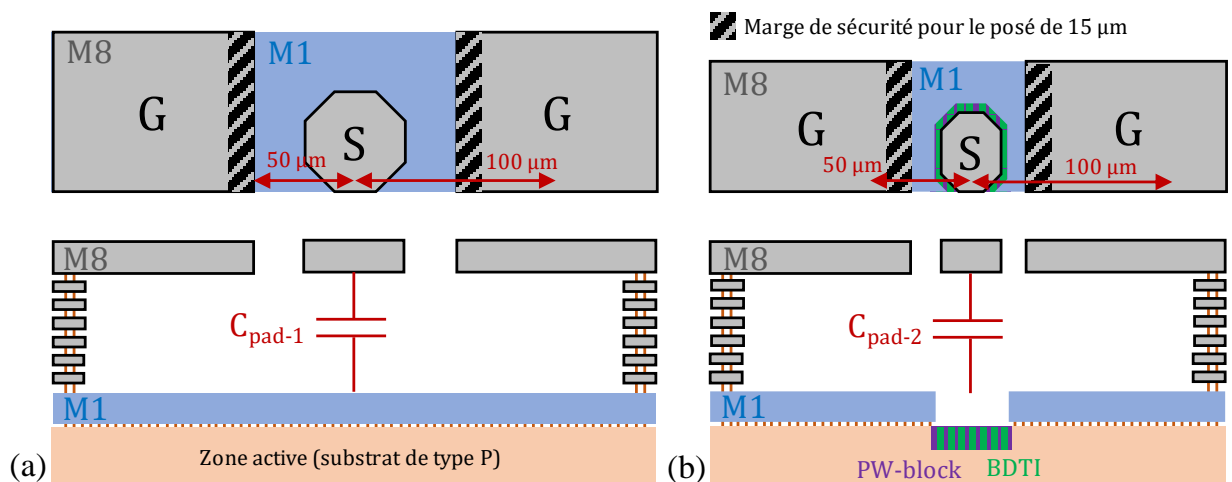 M8
M1
G
S
G
50 µm
100 µm
M8
C_pad-1
M1
Zone active (substrat de type P)
(a)
Marge de sécurité pour le posé de 15 µm
M8
M1
G
S
G
50 µm
100 µm
M8
C_pad-2
M1
PW-block
BDTI
(b)